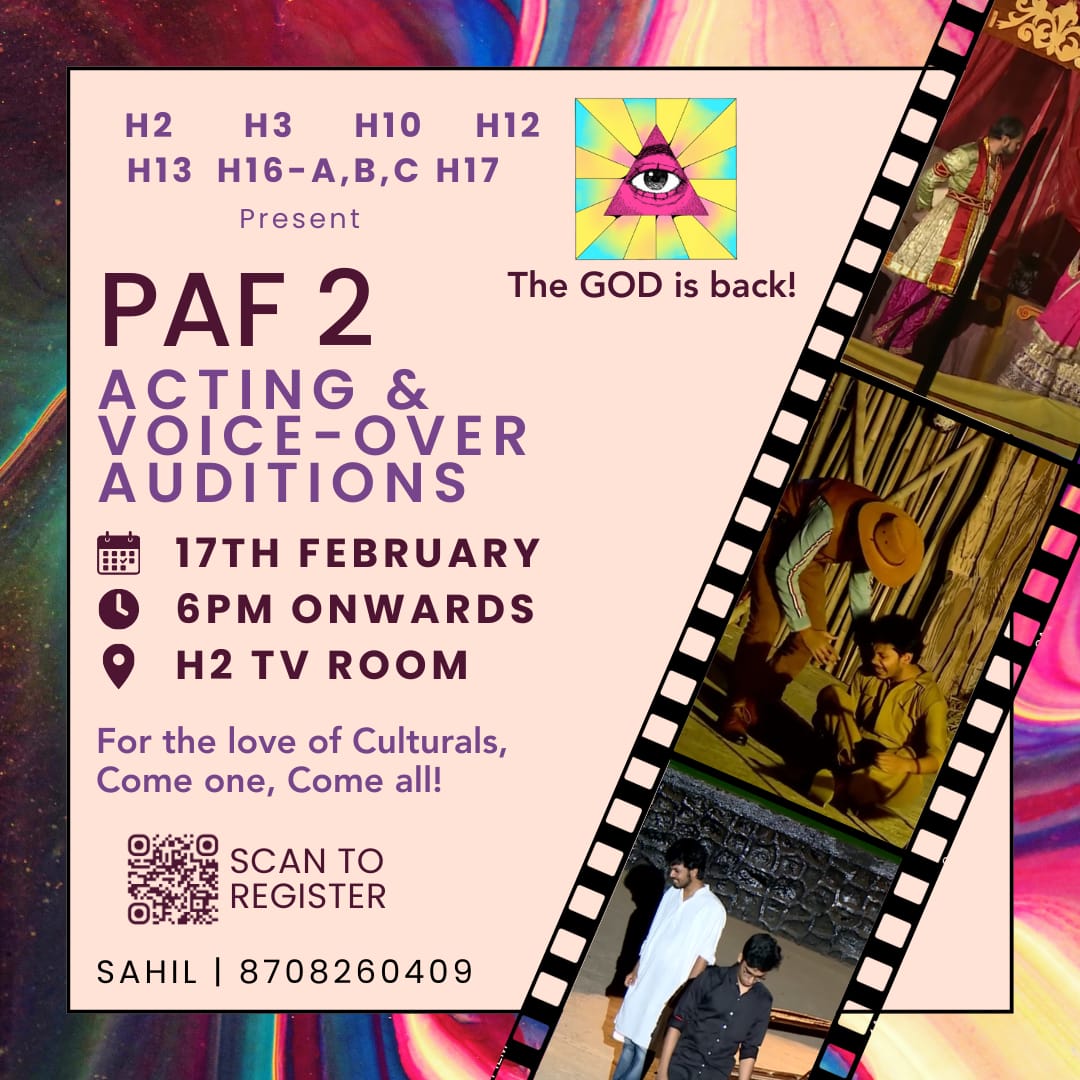 H2 H3 H10 H12
H13 H16-A,B,C H17
Present
The GOD is back!
PAF 2
ACTING &
VOICE-OVER
AUDITIONS
17TH FEBRUARY
6PM ONWARDS
H2 TV ROOM
For the love of Culturals,
Come one, Come all!
SCAN TO
REGISTER
SAHIL | 8708260409